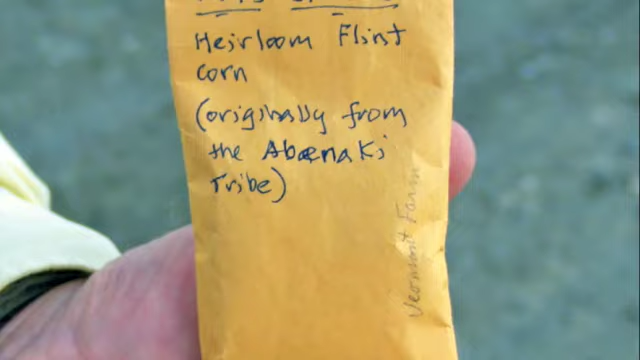 Heirloom Flint
corn
(originally from
the Abænaki
Tribe)
Vermont Farm